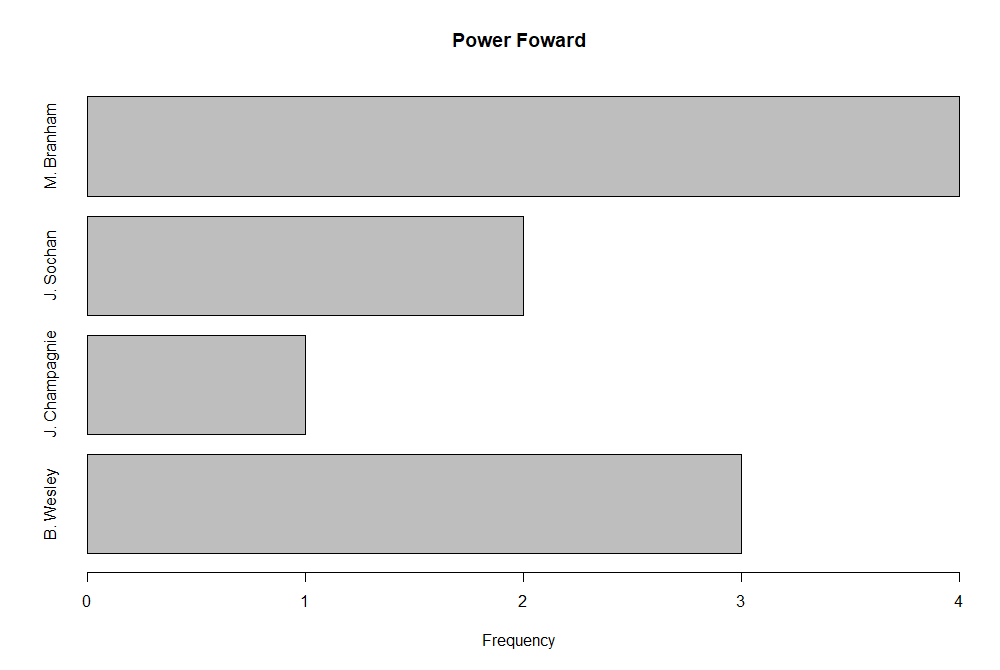 Power Foward
M. Branham
J. Sochan
J. Champagnie
B. Wesley
0 1 2 3 4
Frequency